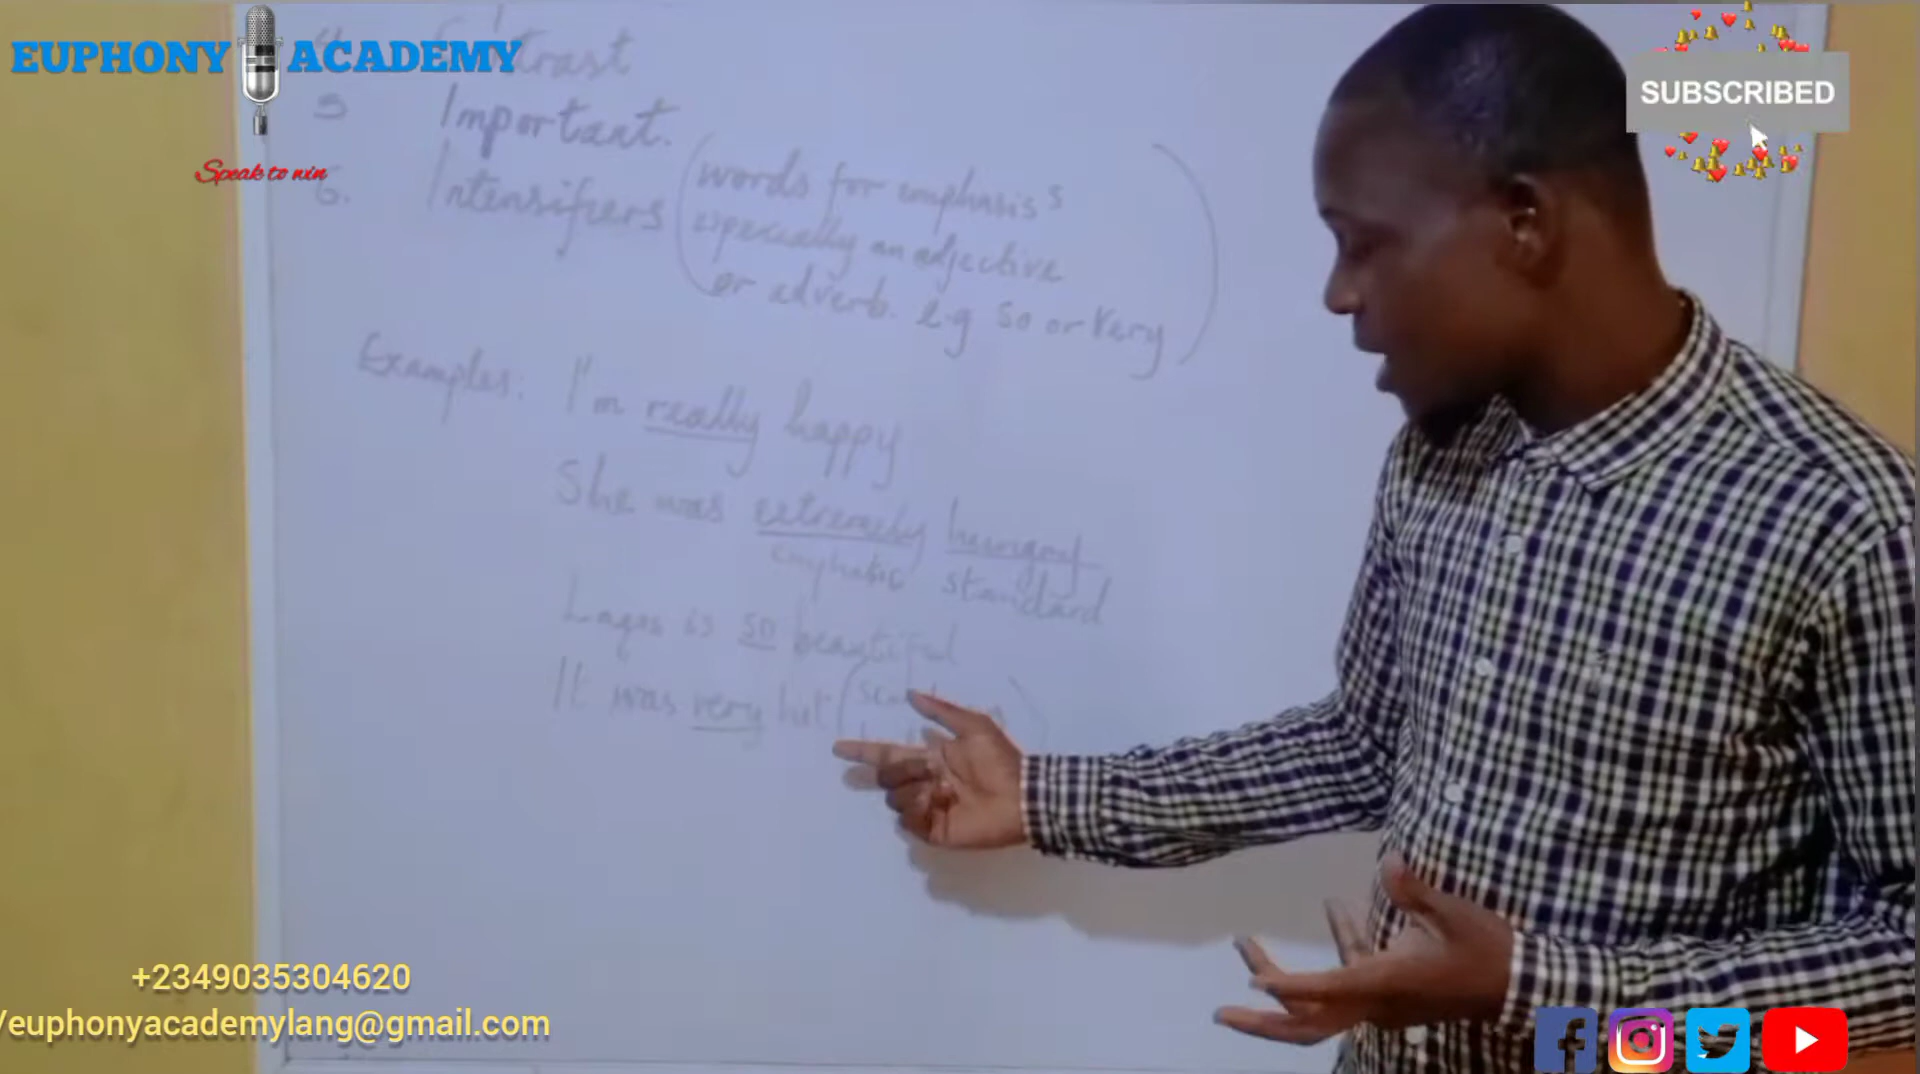 EUPHONY ACADEMY
Speak to win
SUBSCRIBED
5 Important.
6. Intensifiers (words for emphasis s
especially an adjective
or adverb. e.g so or very)
Examples: I'm really happy
She was extremely hungry
emphatic standard
Lagos is so beautiful
It was very hot
+2349035304620
/euphonyacademylang@gmail.com